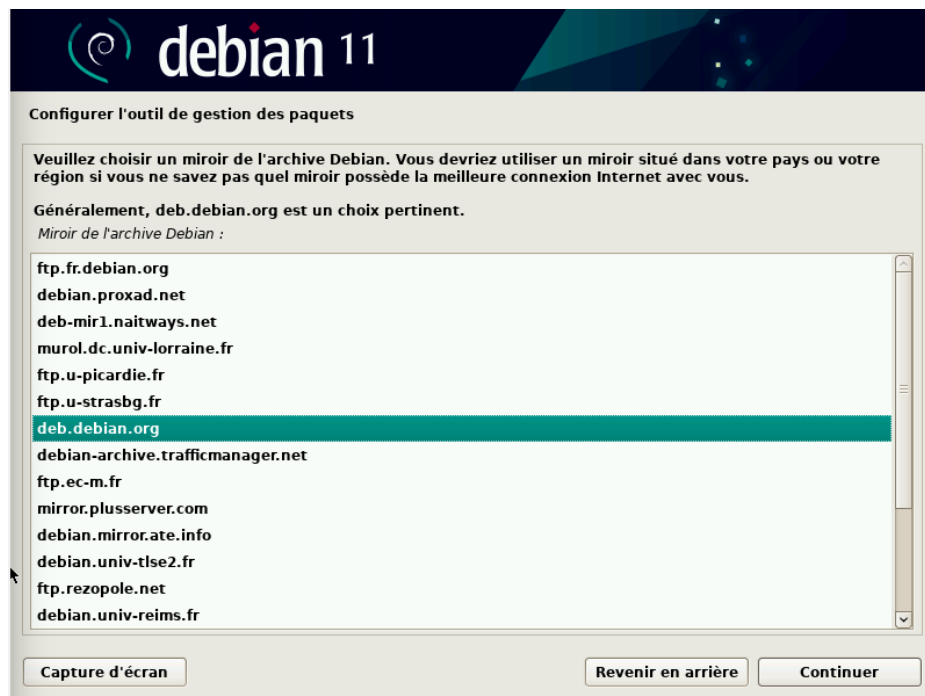 debian 11
Configurer l'outil de gestion des paquets
Veuillez choisir un miroir de l'archive Debian. Vous devriez utiliser un miroir situé dans votre pays ou votre
région si vous ne savez pas quel miroir possède la meilleure connexion Internet avec vous.
Généralement, deb.debian.org est un choix pertinent.
Miroir de l'archive Debian :
ftp.fr.debian.org
debian.proxad.net
deb-mir1.naitways.net
murol.dc.univ-lorraine.fr
ftp.u-picardie.fr
ftp.u-strasbg.fr
deb.debian.org
debian-archive.trafficmanager.net
ftp.ec-m.fr
mirror.plusserver.com
debian.mirror.ate.info
debian.univ-tlse2.fr
ftp.rezopole.net
debian.univ-reims.fr
Capture d'écran Revenir en arrière Continuer